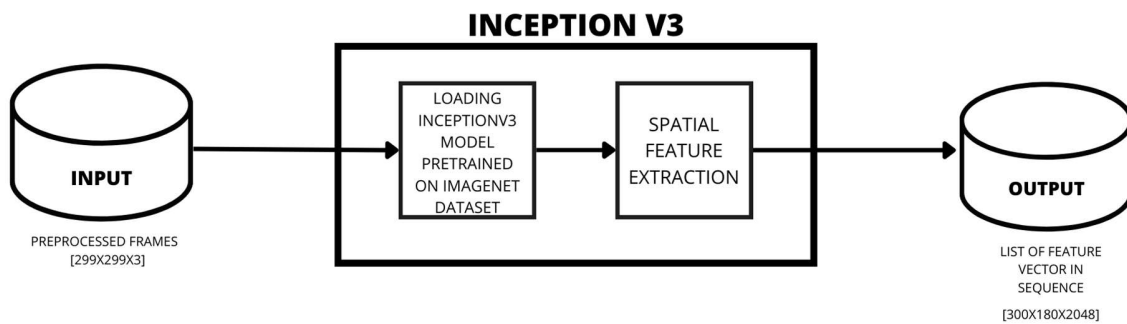 INCEPTION V3
INPUT
PREPROCESSED FRAMES
[299X299X3]
LOADING
INCEPTIONV3
MODEL
PRETRAINED
ON IMAGENET
DATASET
SPATIAL
FEATURE
EXTRACTION
OUTPUT
LIST OF FEATURE
VECTOR IN
SEQUENCE
[300X180X2048]